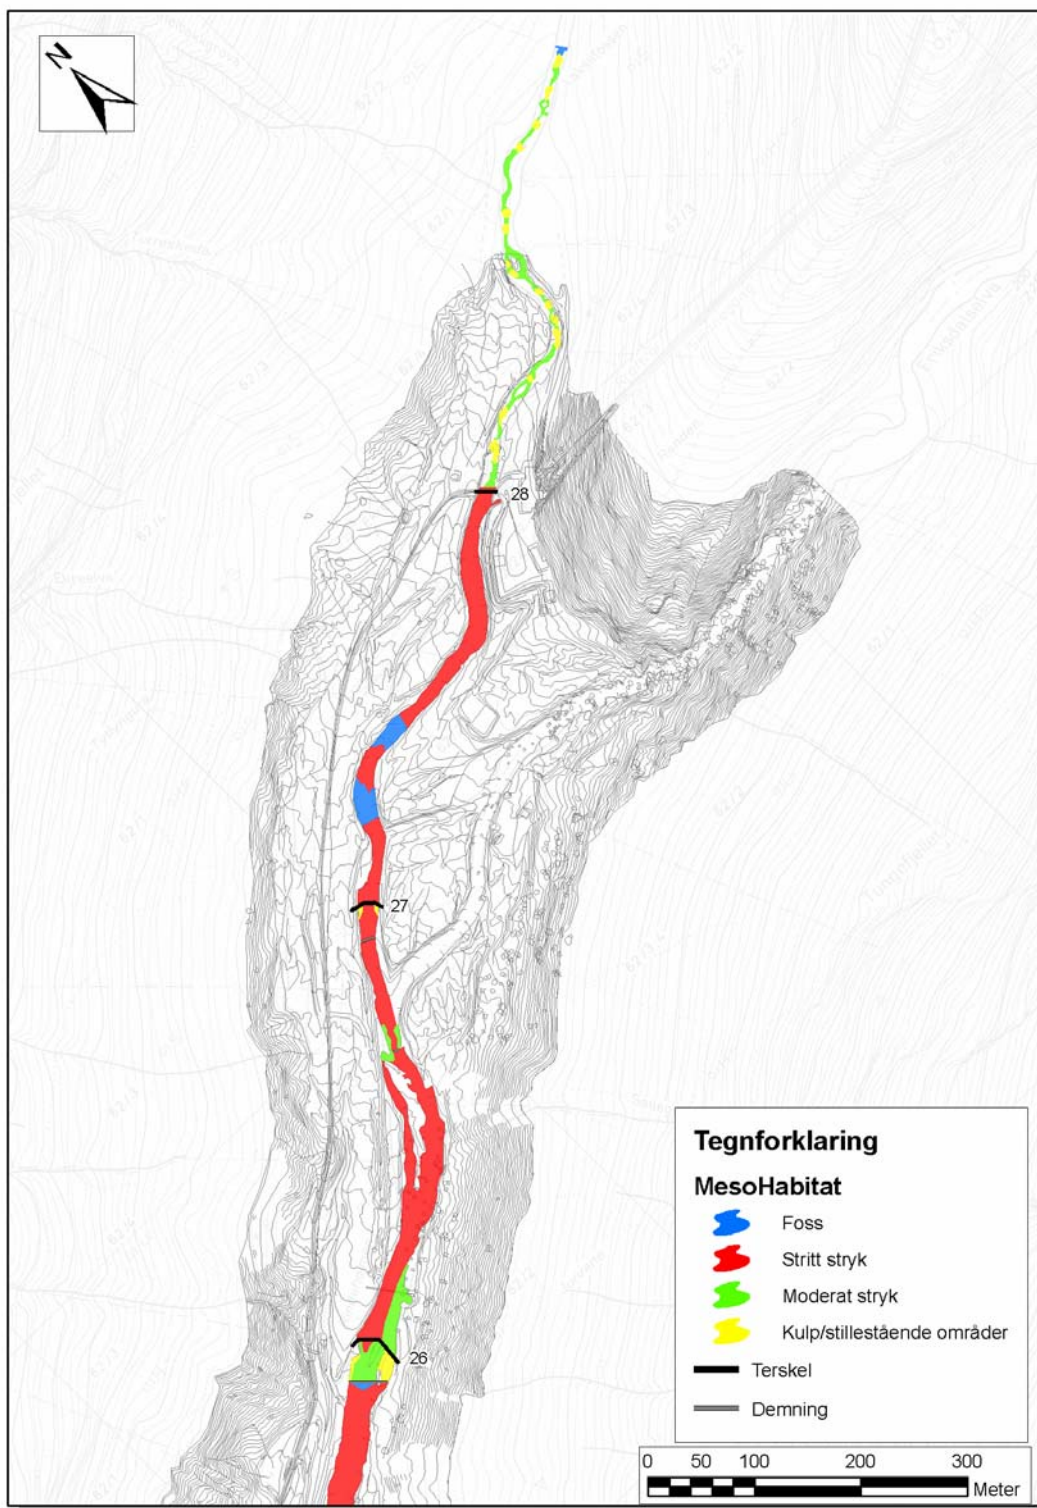 N
28
27
26
Tegnforklaring
MesoHabitat
Foss
Stritt stryk
Moderat stryk
Kulp/stillestående områder
Terskel
Demning
0 50 100 200 300
Meter